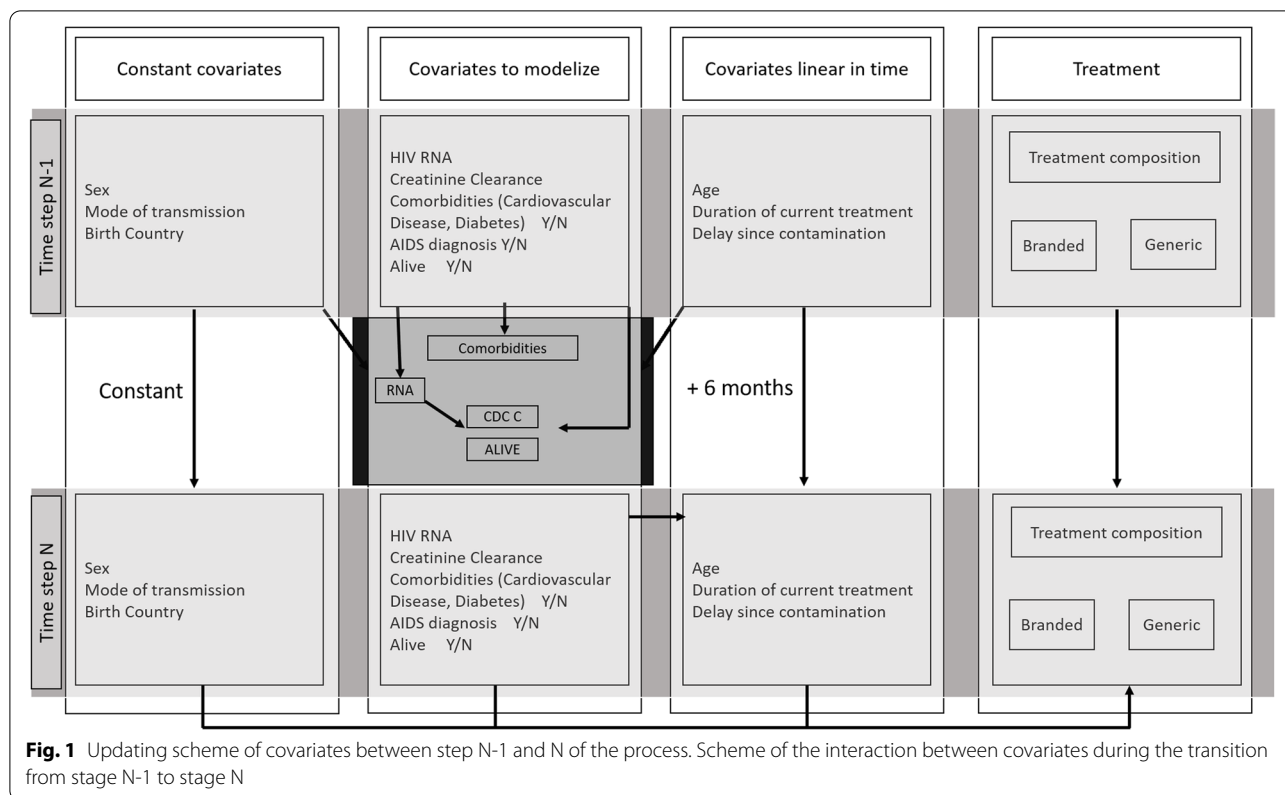 Constant covariates
Covariates to modelize
Covariates linear in time
Treatment
Time step N-1
Sex
Mode of transmission
Birth Country
HIV RNA
Creatinine Clearance
Comorbidities (Cardiovascular
Disease, Diabetes) Y/N
AIDS diagnosis Y/N
Alive Y/N
Age
Duration of current treatment
Delay since contamination
Treatment composition
Branded
Generic
Constant
Comorbidities
RNA
CDC C
ALIVE
+ 6 months
Time step N
Sex
Mode of transmission
Birth Country
HIV RNA
Creatinine Clearance
Comorbidities (Cardiovascular
Disease, Diabetes) Y/N
AIDS diagnosis Y/N
Alive Y/N
Age
Duration of current treatment
Delay since contamination
Treatment composition
Branded
Generic
Fig. 1 Updating scheme of covariates between step N-1 and N of the process. Scheme of the interaction between covariates during the transition
from stage N-1 to stage N